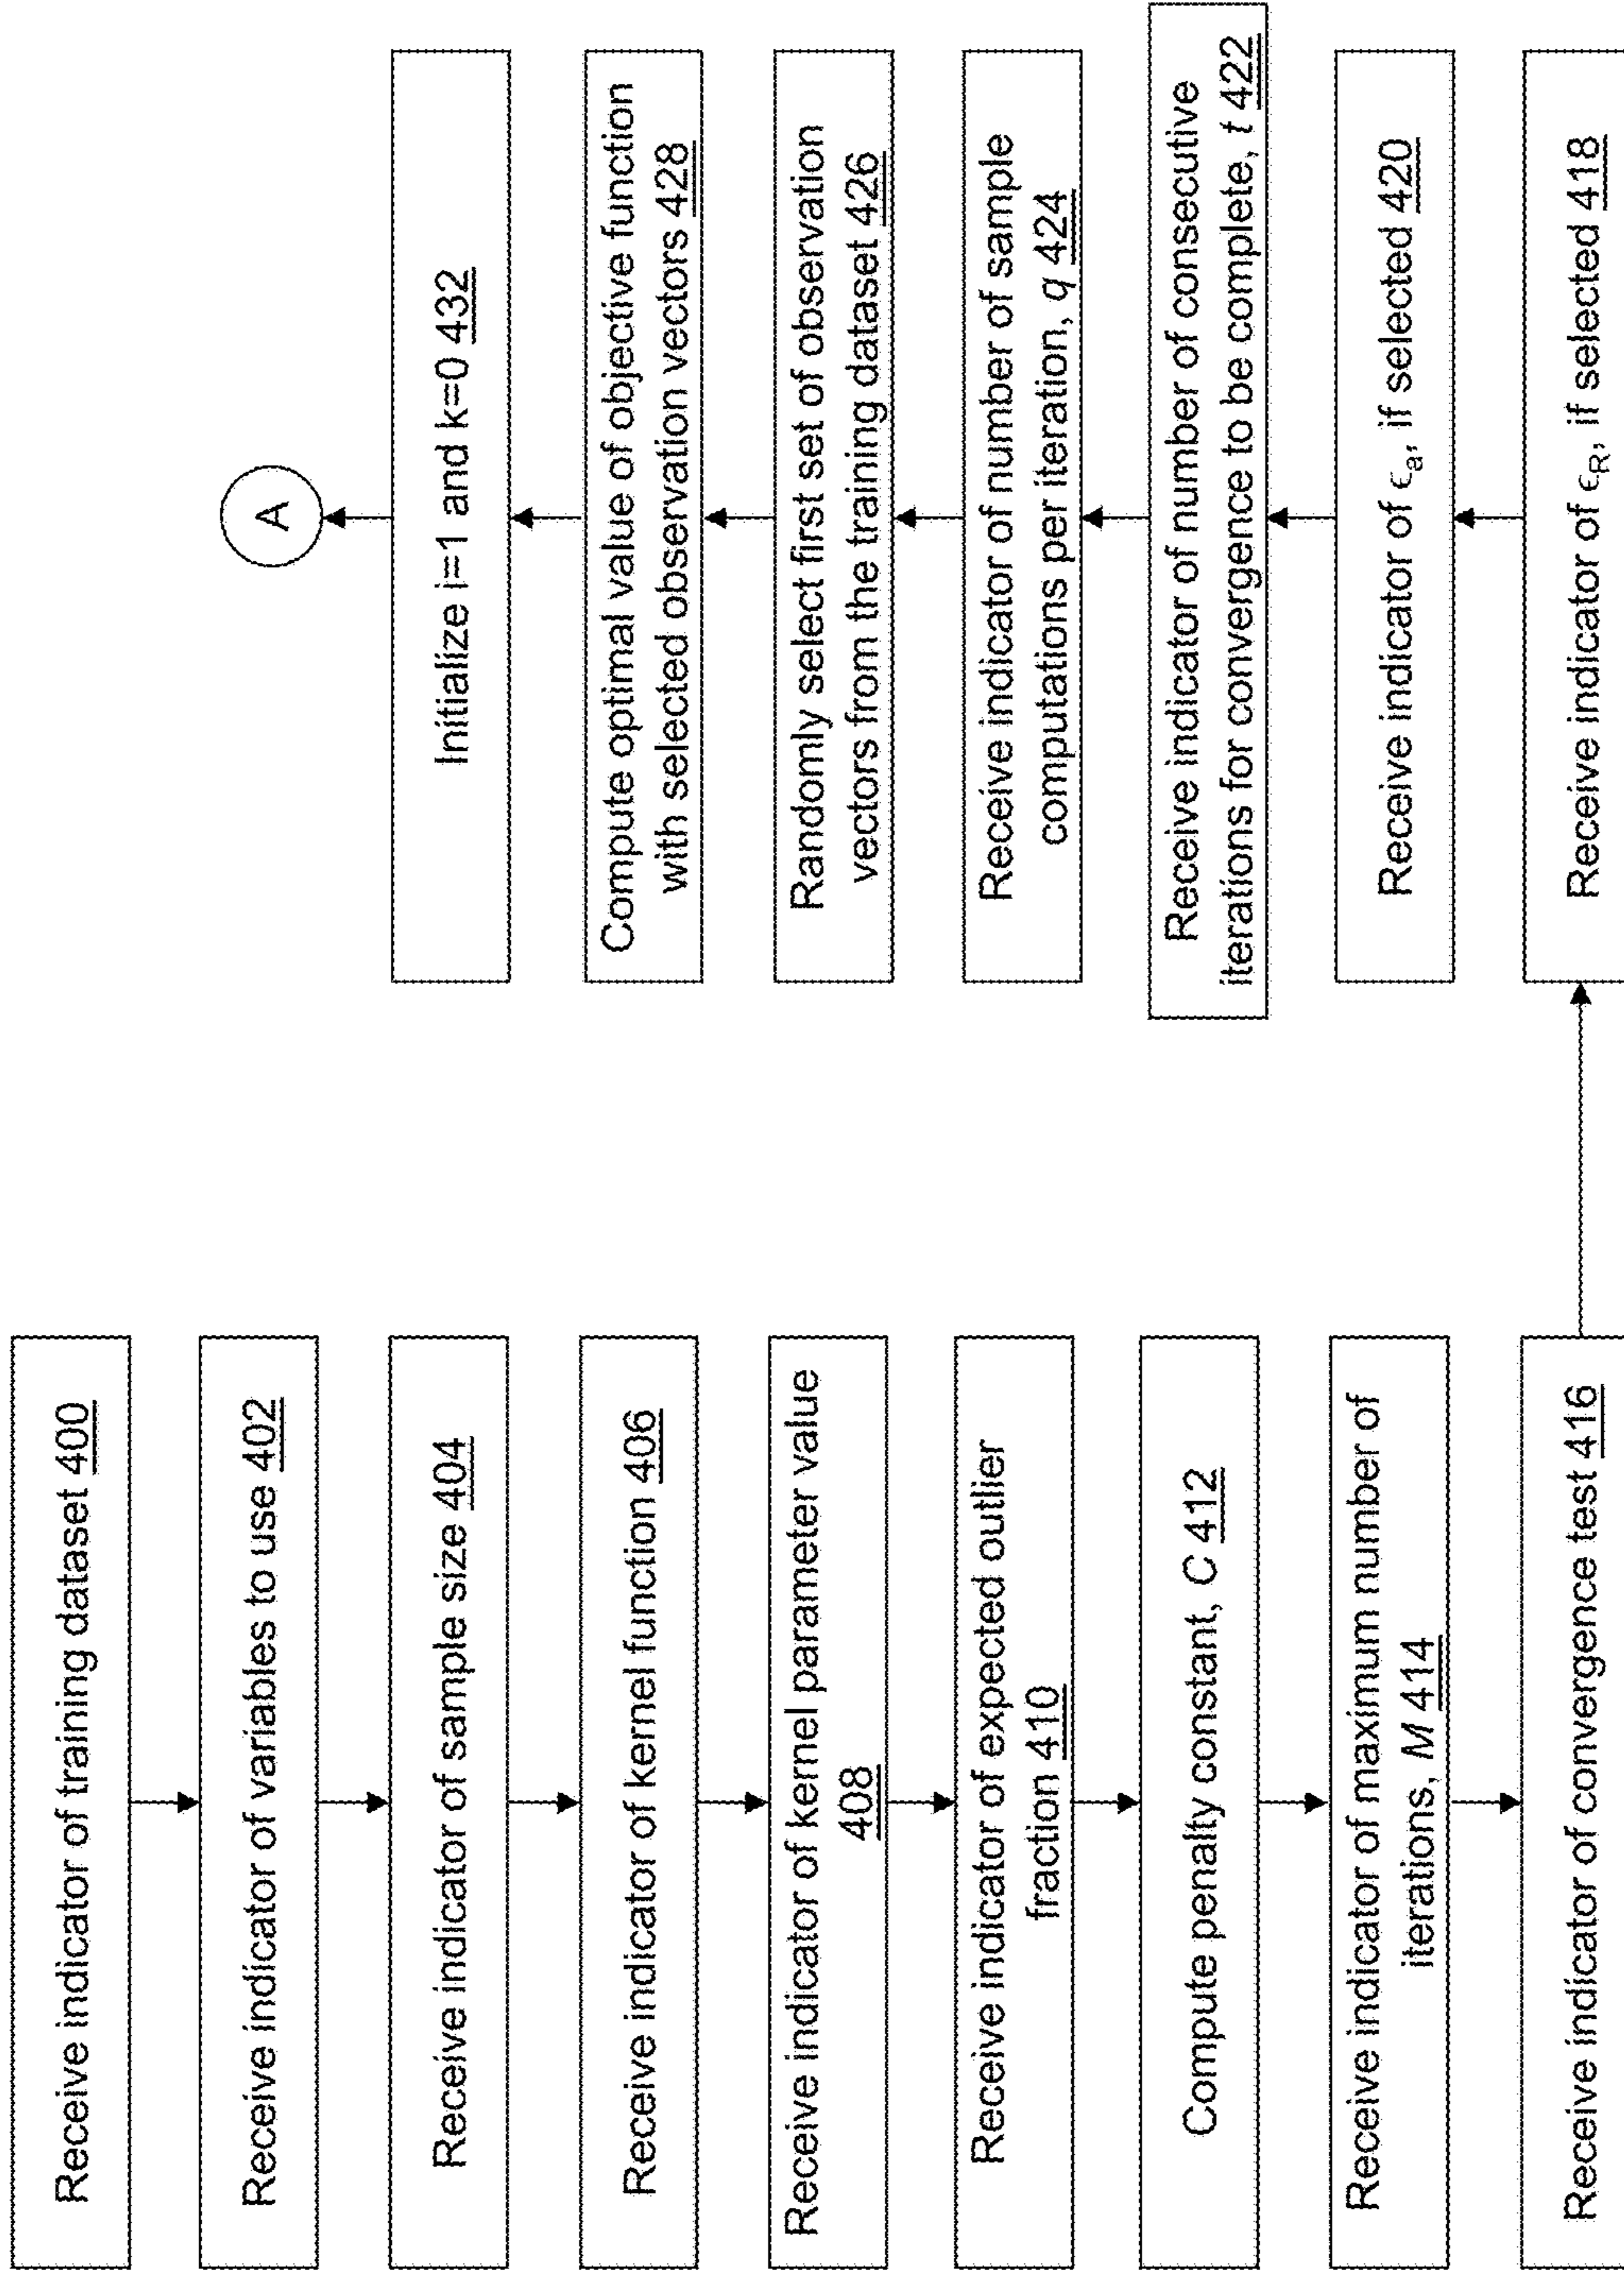 Receive indicator of training dataset 400
Receive indicator of variables to use 402
Receive indicator of sample size 404
Receive indicator of kernel function 406
Receive indicator of kernel parameter value
408
Receive indicator of expected outlier
fraction 410
Compute penalty constant, C 412
Receive indicator of maximum number of
iterations, M 414
Receive indicator of convergence test 416
Receive indicator of ϵR, if selected 418
Receive indicator of ϵa, if selected 420
Receive indicator of number of consecutive
iterations for convergence to be complete, t 422
Receive indicator of number of sample
computations per iteration, q 424
Randomly select first set of observation
vectors from the training dataset 426
Compute optimal value of objective function
with selected observation vectors 428
Initialize i=1 and k=0 432
A